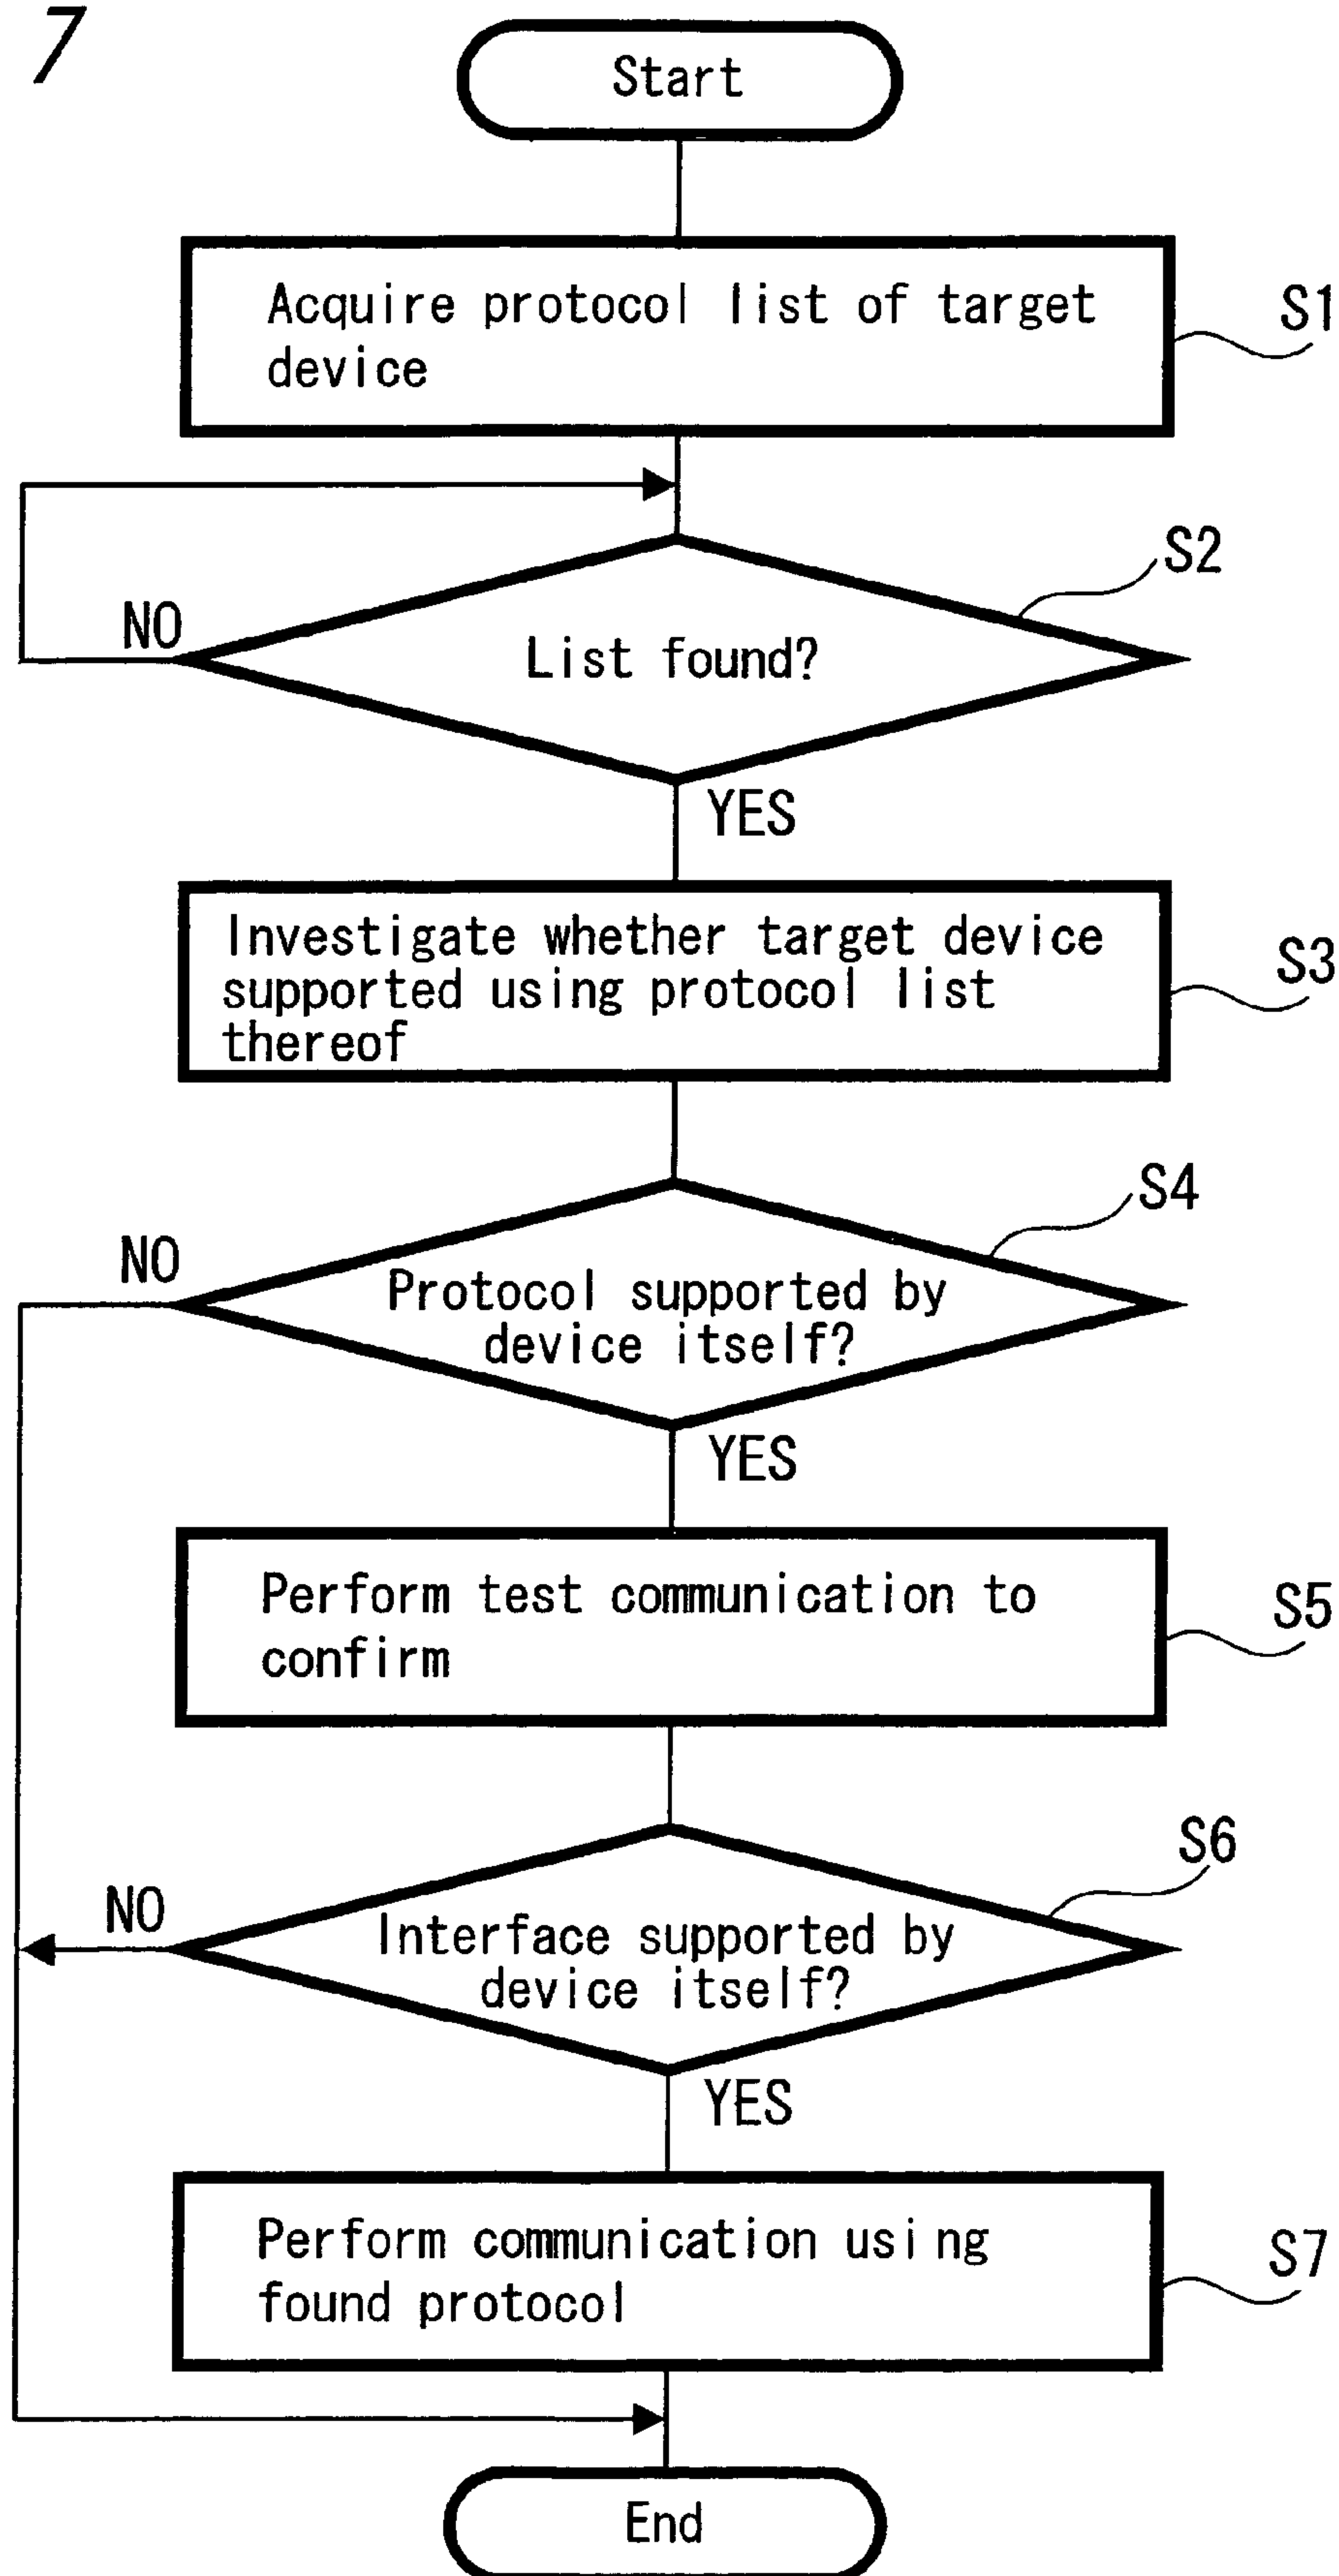 7
Start
Acquire protocol list of target
device
S1
S2
NO
List found?
YES
Investigate whether target device
supported using protocol list
thereof
S3
S4
NO
Protocol supported by
device itself?
YES
Perform test communication to
confirm
S5
S6
NO
Interface supported by
device itself?
YES
Perform communication using
found protocol
S7
End